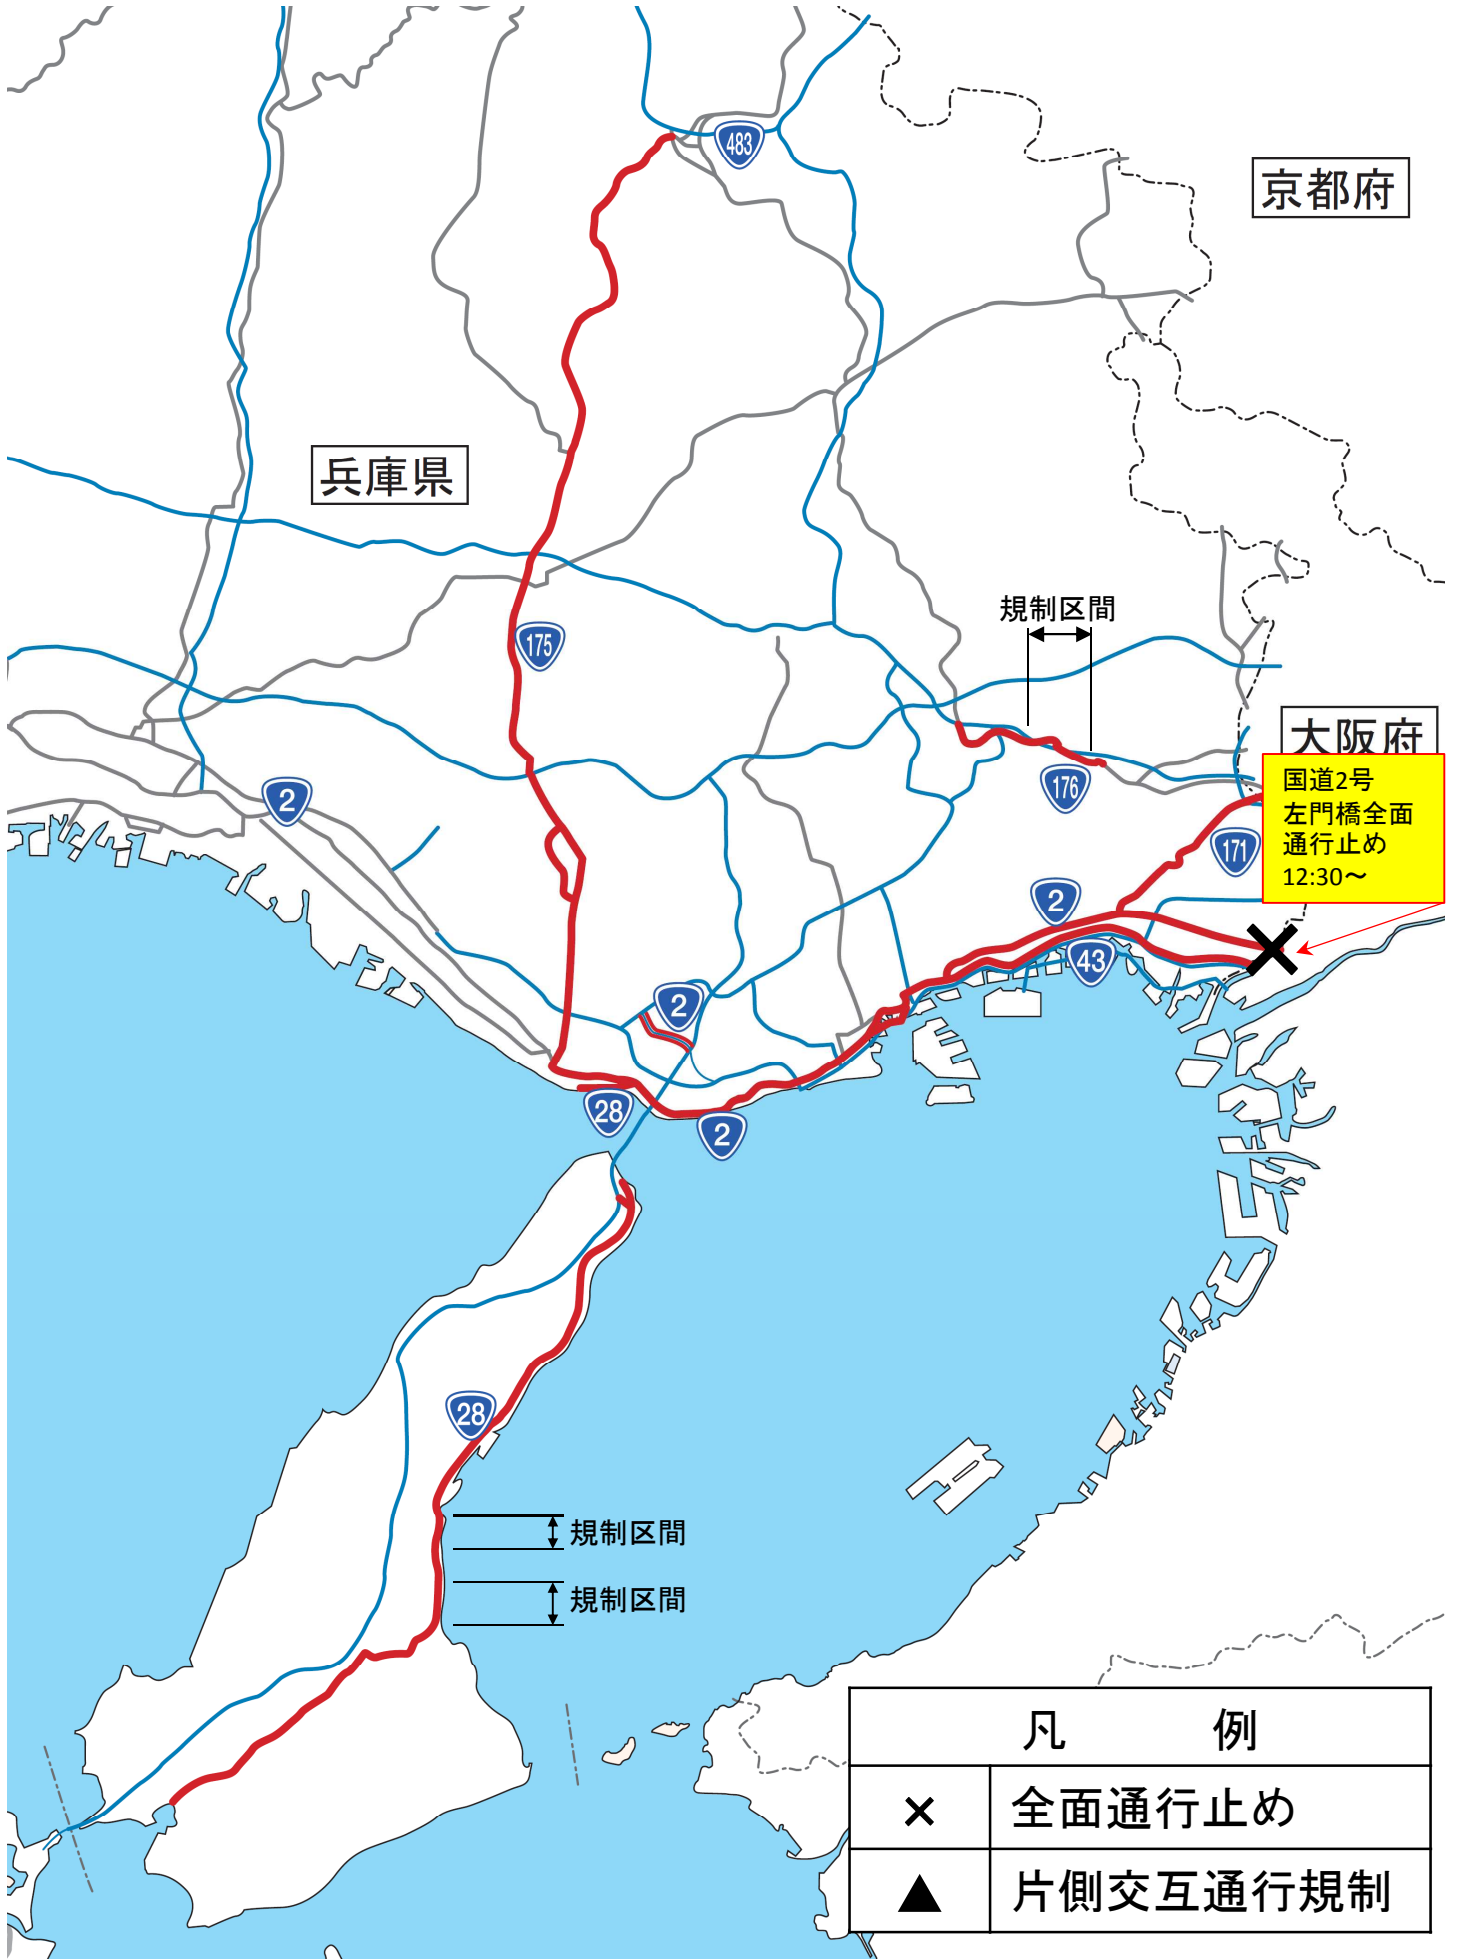 483
京都府
兵庫県
規制区間
175
大阪府
国道2号
左門橋全面
通行止め
12:30～
2
176
171
2
43
2
28
2
28
規制区間
規制区間
凡 例
× 全面通行止め
▲ 片側交互通行規制